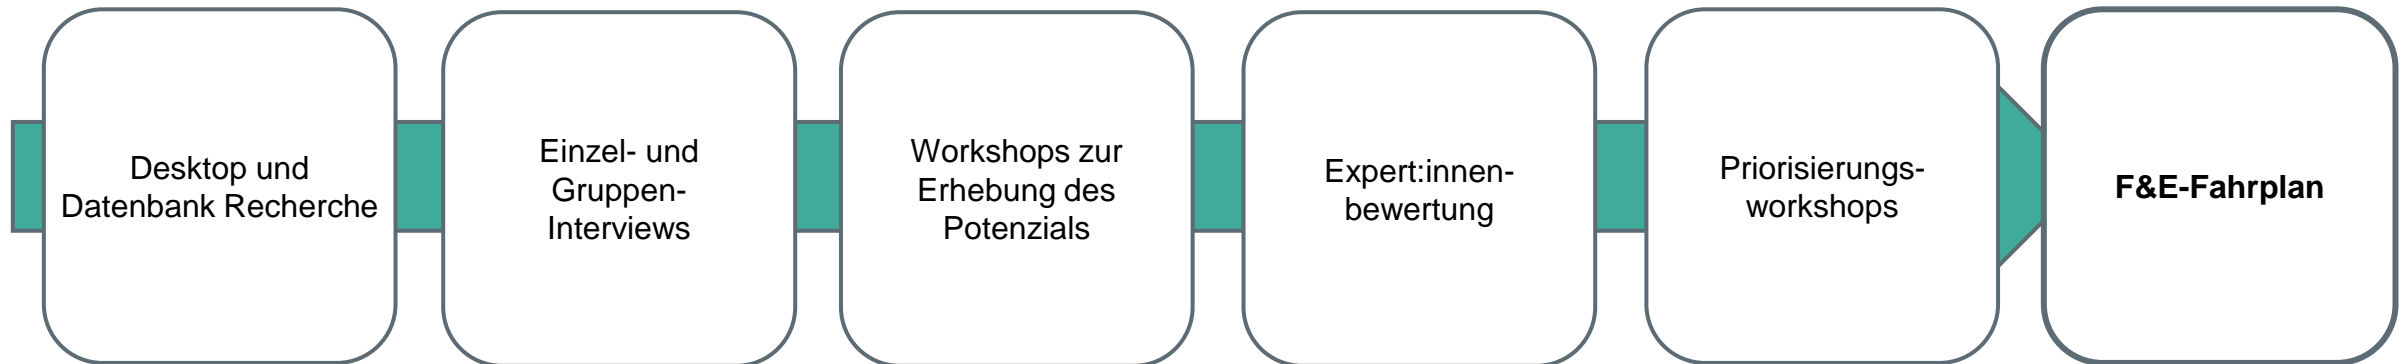 Desktop und
Datenbank Recherche
Einzel- und
Gruppen-
Interviews
Workshops zur
Erhebung des
Potenzials
Expert:innen-
bewertung
Priorisierungs-
workshops
F&E-Fahrplan